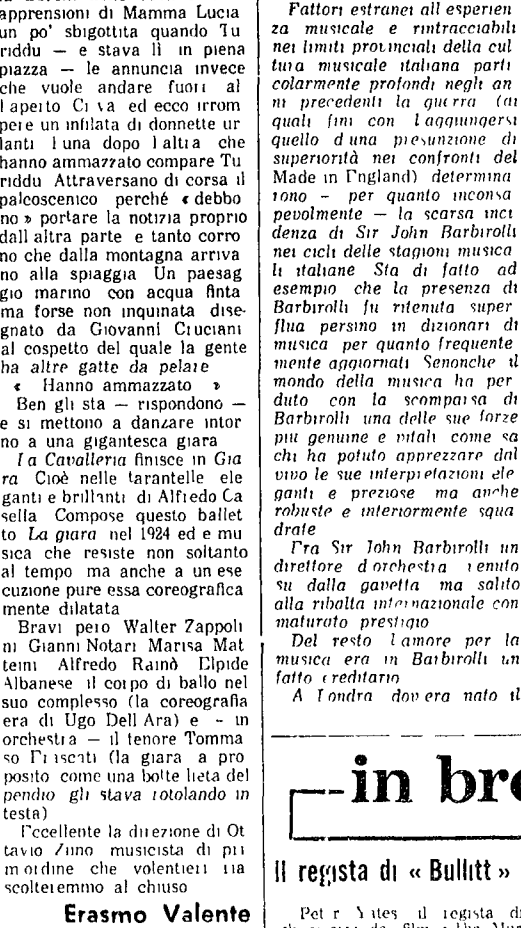 apprensioni di Mamma Lucia
un po' sbigottita quando Tu
riddu — e stava lì in piena
piazza — le annuncia invece
che vuole andare fuori al
l aperto Ci va ed ecco irrom
pere un infilata di donnette ur
lanti l una dopo l altra che
hanno ammazzato compare Tu
riddu Attraversano di corsa il
palcoscenico perché « debbo
no » portare la notizia proprio
dall altra parte e tanto corro
no che dalla montagna arriva
no alla spiaggia Un paesag
gio marino con acqua finta
ma forse non inquinata dise-
gnato da Giovanni Cruciani
al cospetto del quale la gente
ha altre gatte da pelare
« Hanno ammazzato »
Ben gli sta — rispondono —
e si mettono a danzare intor
no a una gigantesca giara
La Cavalleria finisce in Gia
ra Cioè nelle tarantelle ele
ganti e brillanti di Alfredo Ca
sella Compose questo ballet
to La giara nel 1924 ed e mu
sica che resiste non soltanto
al tempo ma anche a un ese
cuzione pure essa coreografica
mente dilatata
Bravi pero Walter Zappoli
ni Gianni Notari Marisa Mat
teini Alfredo Rainò Elpide
Albanese il corpo di ballo nel
suo complesso (la coreografia
era di Ugo Dell Ara) e - in
orchestra — il tenore Tomma
so (la giara a pro
posito come una botte lieta del
pendio gli stava rotolando in
testa)
Eccellente la direzione di Ot
tavio Ziino musicista di pri
m ordine che volentieri ria
scolteremmo al chiuso
Erasmo Valente
Fattori estranei all esperien
za musicale e rintracciabili
nei limiti provinciali della cul
tura musicale italiana parti
colarmente profondi negli an
ni precedenti la guerra (ai
quali fini con l aggiungersi
quello d una presunzione di
superiorità nei confronti del
Made in England) determina
rono - per quanto inconsa
pevolmente — la scarsa inci
denza di Sir John Barbirolli
nei cicli delle stagioni musica
li italiane Sta di fatto ad
esempio che la presenza di
Barbirolli fu ritenuta super
flua persino in dizionari di
musica per quanto frequente
mente aggiornati Senonche il
mondo della musica ha per
duto con la scomparsa di
Barbirolli una delle sue forze
piu genuine e vitali come sa
chi ha potuto apprezzare dal
vivo le sue interpretazioni ele
ganti e preziose ma anche
robuste e interiormente squa
drate
Era Sir John Barbirolli un
direttore d orchestra venuto
su dalla gavetta ma salito
alla ribalta internazionale con
maturato prestigio
Del resto l amore per la
musica era in Barbirolli un
fatto ereditario
A Londra dov era nato il
in bre
Il regista di « Bullitt »
Peter Yates il regista di